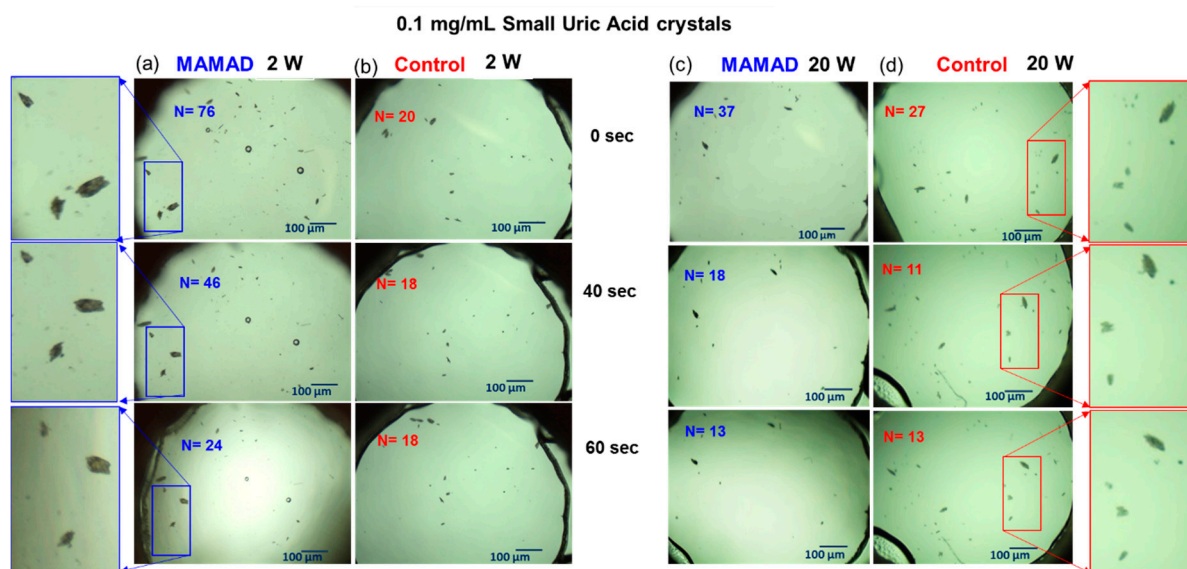 0.1 mg/mL Small Uric Acid crystals
(a) MAMAD 2 W
(b) Control 2 W
(c) MAMAD 20 W
(d) Control 20 W
N= 76
N= 20
0 sec
N= 37
N= 27
100 µm
100 µm
100 µm
100 µm
N= 46
N= 18
40 sec
N= 18
N= 11
100 µm
100 µm
100 µm
100 µm
N= 24
N= 18
60 sec
N= 13
N= 13
100 µm
100 µm
100 µm
100 µm